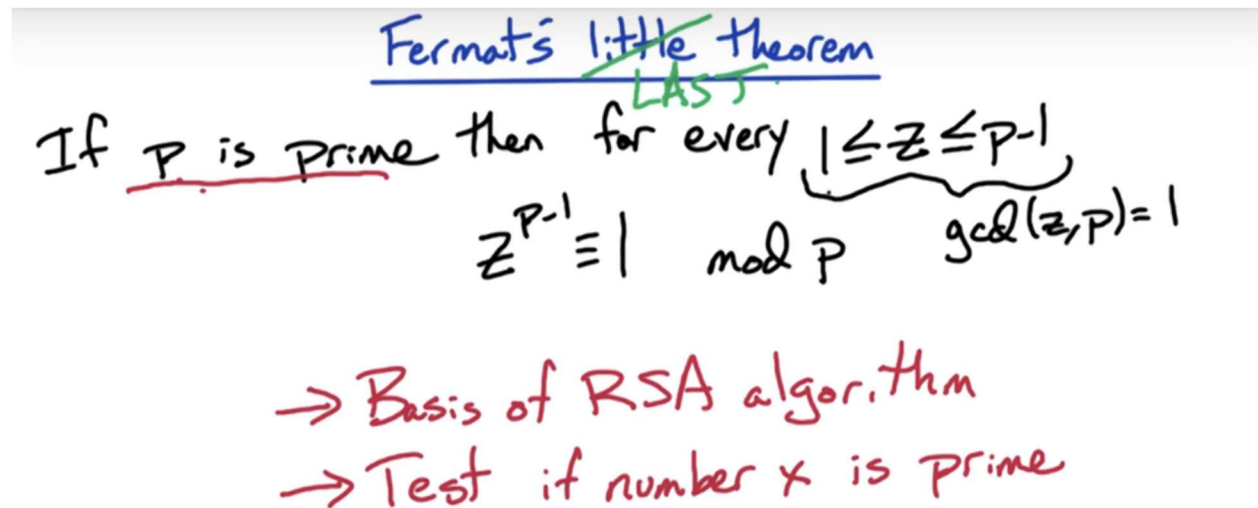 Fermat's little theorem
LAST
If p is prime then for every 1 ≤ z ≤ p-1
z^{p-1} ≡ 1 mod p gcd(z,p)=1
→ Basis of RSA algorithm
→ Test if number x is prime